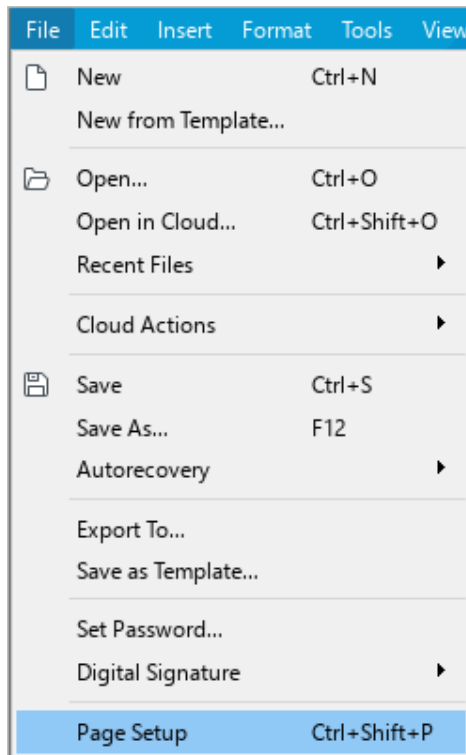 File Edit Insert Format Tools View
New Ctrl+N
New from Template...
Open... Ctrl+O
Open in Cloud... Ctrl+Shift+O
Recent Files
Cloud Actions
Save Ctrl+S
Save As... F12
Autorecovery
Export To...
Save as Template...
Set Password...
Digital Signature
Page Setup Ctrl+Shift+P